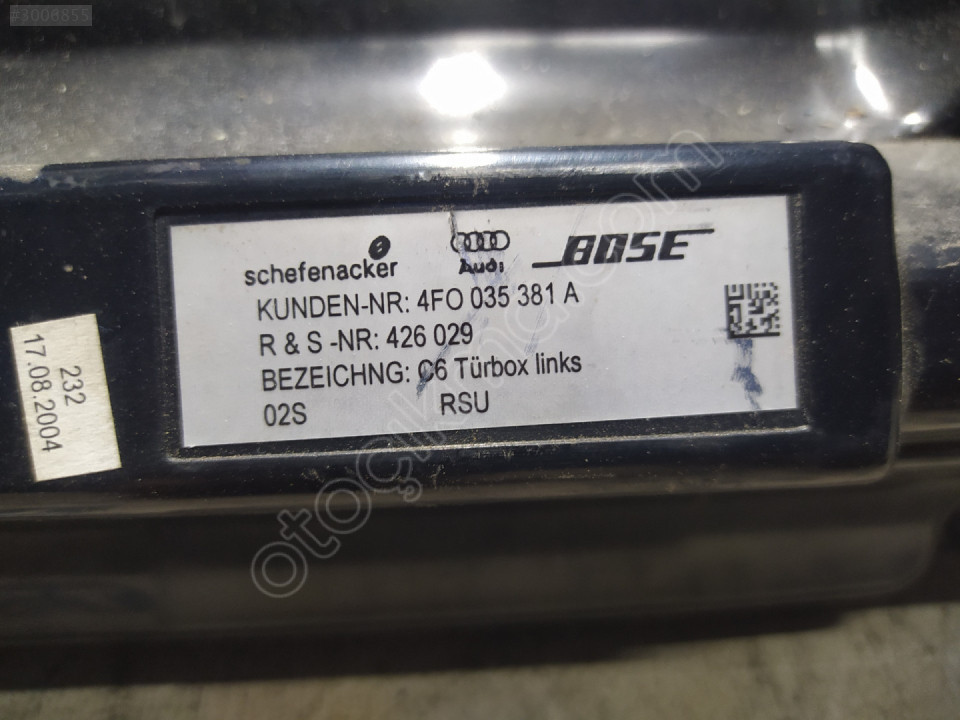 #3008855
schefenacker
Audi
BOSE
KUNDEN-NR: 4FO 035 381 A
R & S -NR: 426 029
BEZEICHNG: C6 Türbox links
02S RSU
232
17.08.2004
otoçıkma.com